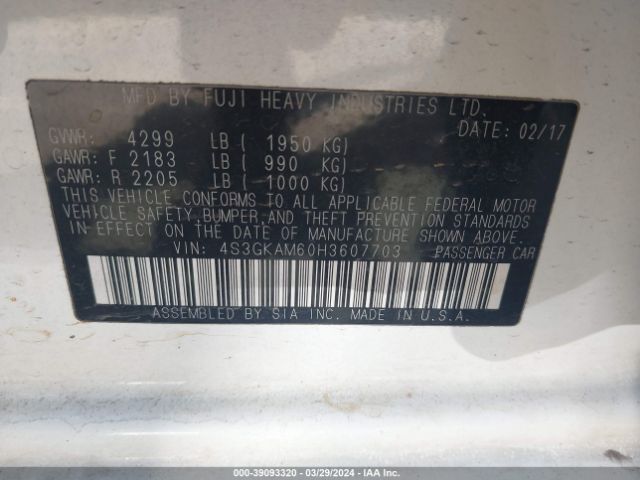 MFD BY FUJI HEAVY INDUSTRIES LTD.
DATE: 02/17
GVWR: 4299 LB ( 1950 KG)
GAWR: F 2183 LB ( 990 KG)
GAWR: R 2205 LB ( 1000 KG)
THIS VEHICLE CONFORMS TO ALL APPLICABLE FEDERAL MOTOR
VEHICLE SAFETY, BUMPER AND THEFT PREVENTION STANDARDS
IN EFFECT ON THE DATE OF MANUFACTURE SHOWN ABOVE.
VIN: 4S3GKAM60H3607703 PASSENGER CAR
ASSEMBLED BY SIA INC. MADE IN U.S.A.
000-39093320 | 03/29/2024 - IAA Inc.